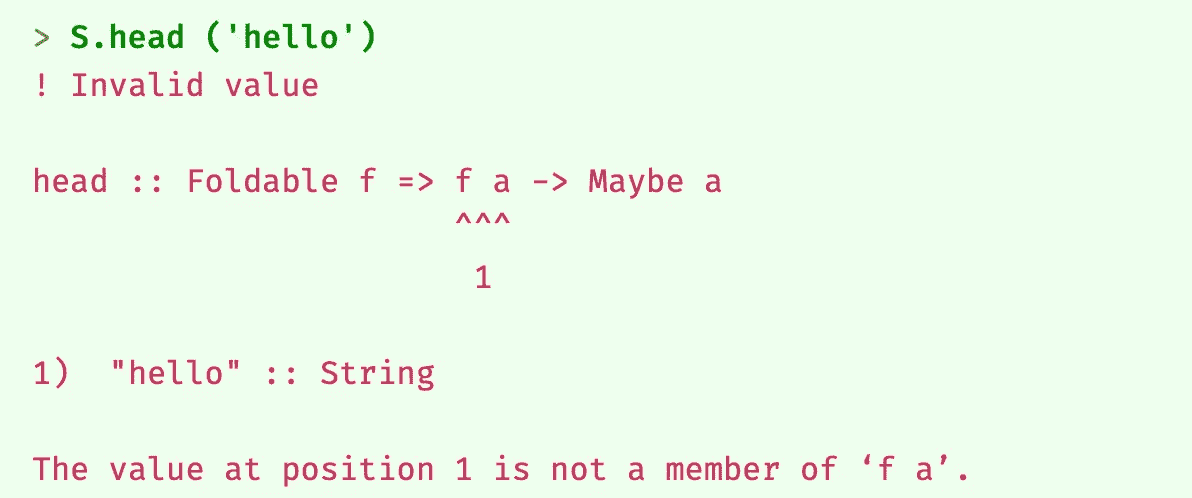 > S.head ('hello')
! Invalid value
head :: Foldable f => f a -> Maybe a
^^^
1
1)  "hello" :: String
The value at position 1 is not a member of ‘f a’.